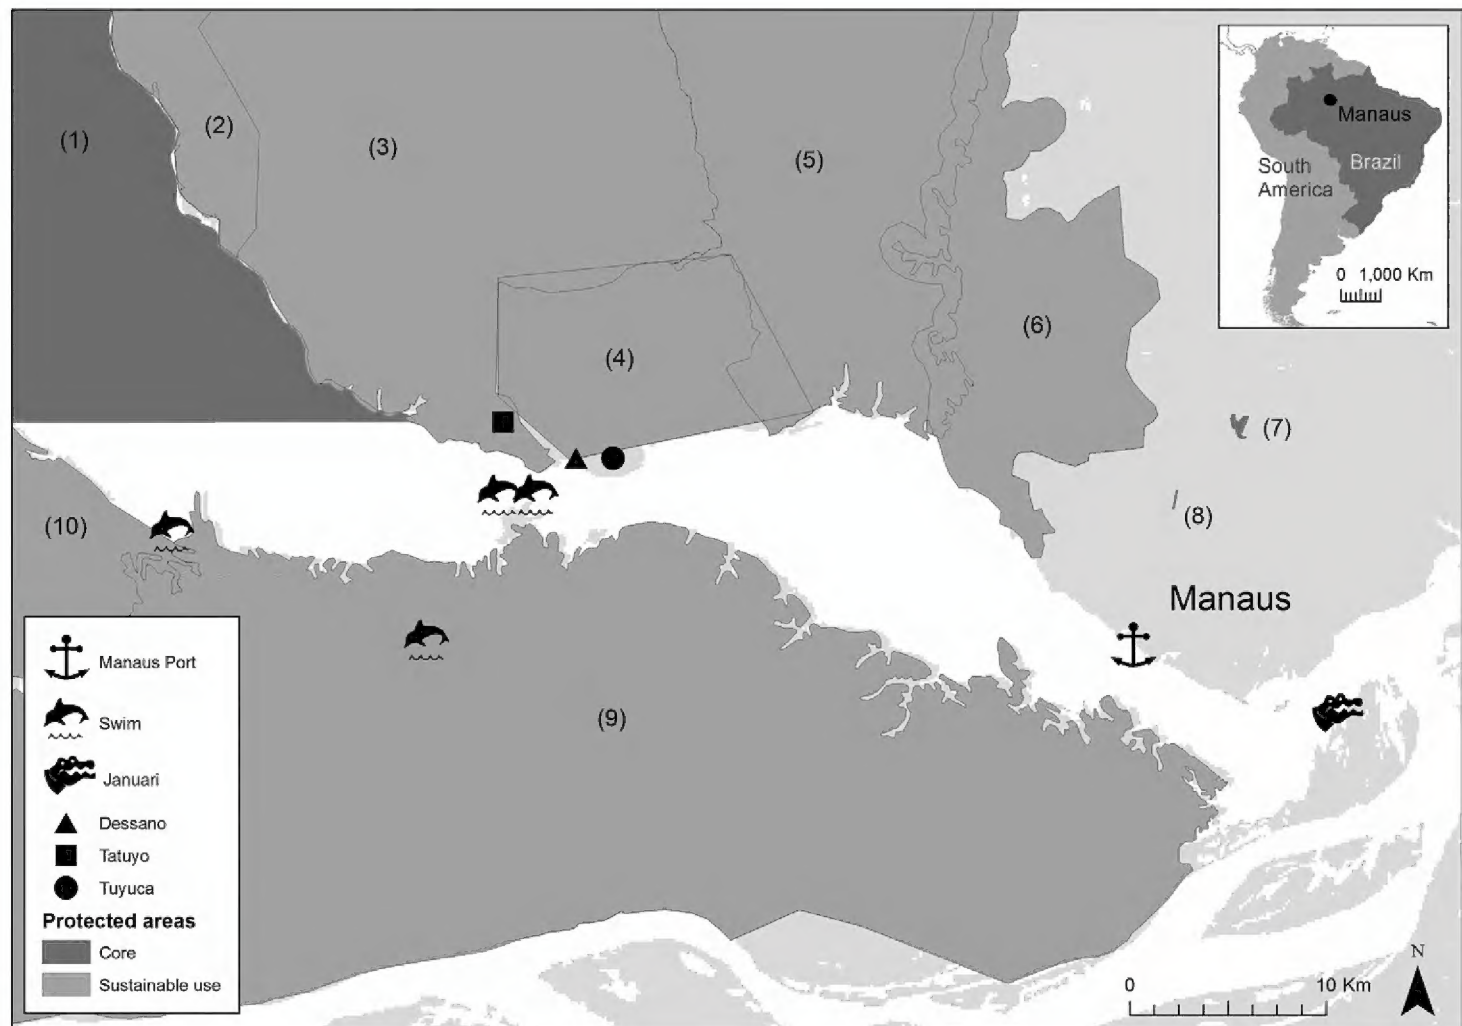 (1)
(2)
(3)
(5)
(4)
(6)
(7)
(8)
(10)
(9)
Manaus
Manaus
Brazil
South
America
0 1,000 Km
Manaus Port
Swim
Januari
Dessano
Tatuyo
Tuyuca
Protected areas
Core
Sustainable use
0 10 Km
N